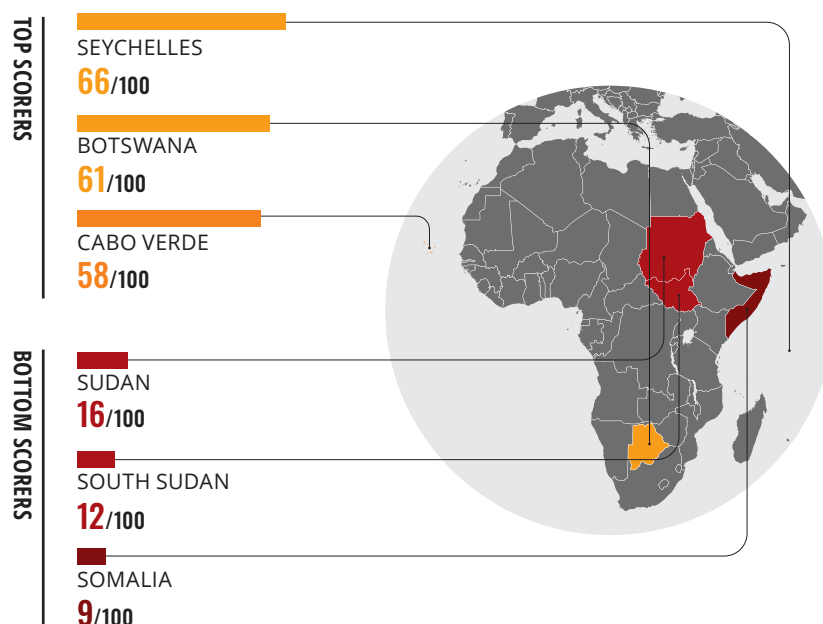 TOP SCORERS
SEYCHELLES
66/100
BOTSWANA
61/100
CABO VERDE
58/100
BOTTOM SCORERS
SUDAN
16/100
SOUTH SUDAN
12/100
SOMALIA
9/100